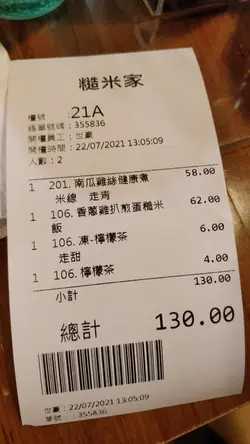 糙米家
檯號 :21A
賬單號碼 : 355836
開檯員工 : 世豪
開檯時間 : 22/07/2021 13:05:09
人數 : 2
1 201. 南瓜雞絲健康煮 58.00
米線 走青
1 106. 香蔥雞扒煎蛋糙米 62.00
飯
1 106. 凍-檸檬茶 6.00
走甜
1 106. 檸檬茶 4.00
小計 130.00
總計 130.00
世豪 : 22/07/2021 13:05:09
單號: : 355836